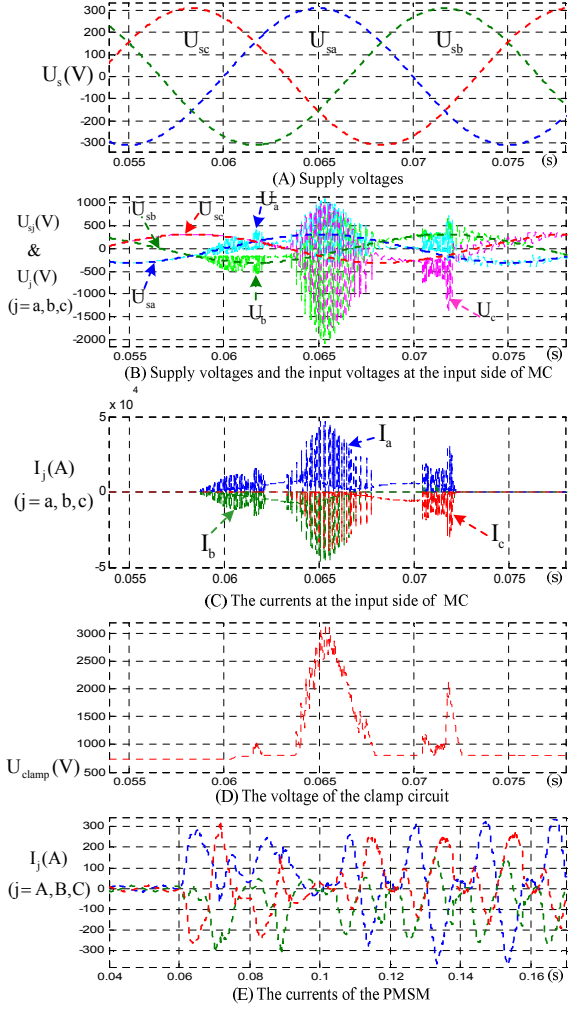 300
200
100
0
-100
-200
-300
U_s(V)
U_sc U_sa U_sb
0.055 0.06 0.065 0.07 0.075 (s)
(A) Supply voltages
1000
500
0
-500
-1000
-1500
-2000
U_sj(V)
&
U_j(V)
(j=a,b,c)
U_sb U_sc U_a
U_sa U_b U_c
0.055 0.06 0.065 0.07 0.075 (s)
(B) Supply voltages and the input voltages at the input side of MC
x 10^4
5
0
-5
I_j(A)
(j=a, b, c)
I_a
I_b I_c
0.055 0.06 0.065 0.07 0.075 (s)
(C) The currents at the input side of MC
3000
2500
2000
1500
1000
500
U_clamp(V)
0.055 0.06 0.065 0.07 0.075 (s)
(D) The voltage of the clamp circuit
300
200
100
0
-100
-200
300
I_j(A)
(j=A,B,C)
0.04 0.06 0.08 0.1 0.12 0.14 0.16 (s)
(E) The currents of the PMSM